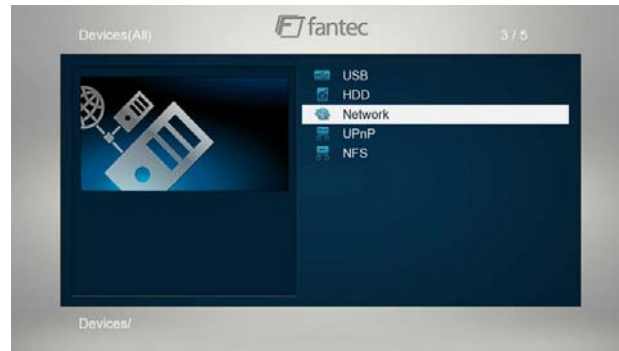 Devices(All) fantec 3 / 5
USB
HDD
Network
UPnP
NFS
Devices/